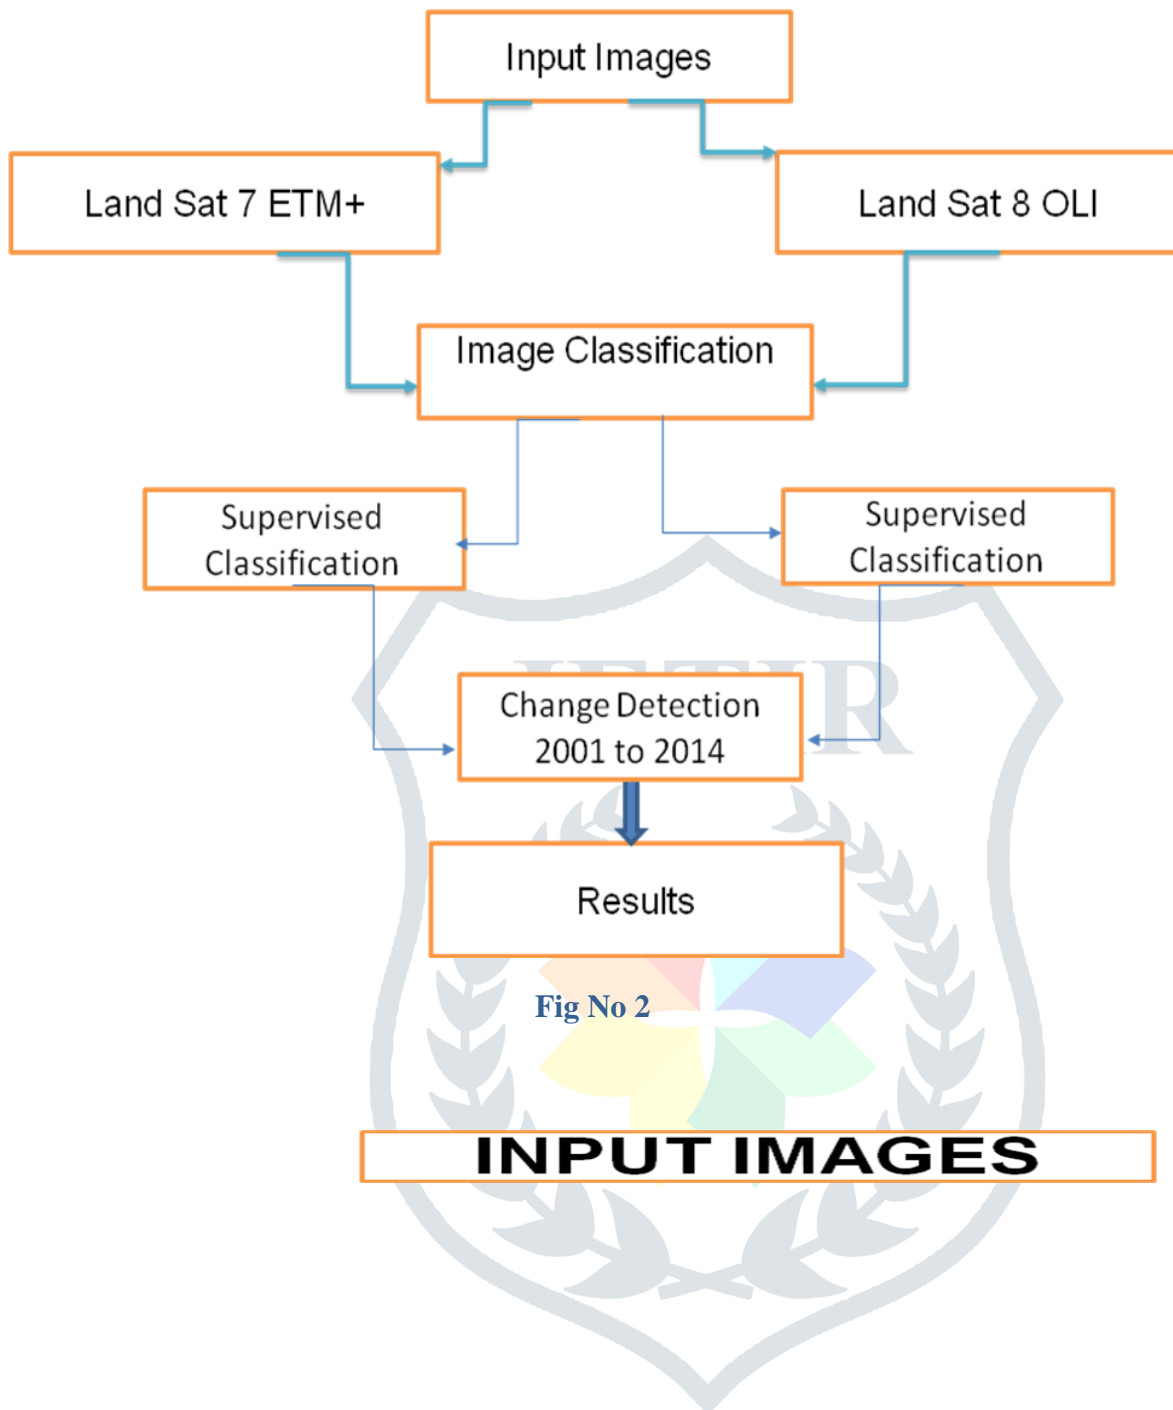 Input Images
Land Sat 7 ETM+
Land Sat 8 OLI
Image Classification
Supervised
Classification
Supervised
Classification
JETIR
Change Detection
2001 to 2014
Results
Fig No 2
INPUT IMAGES